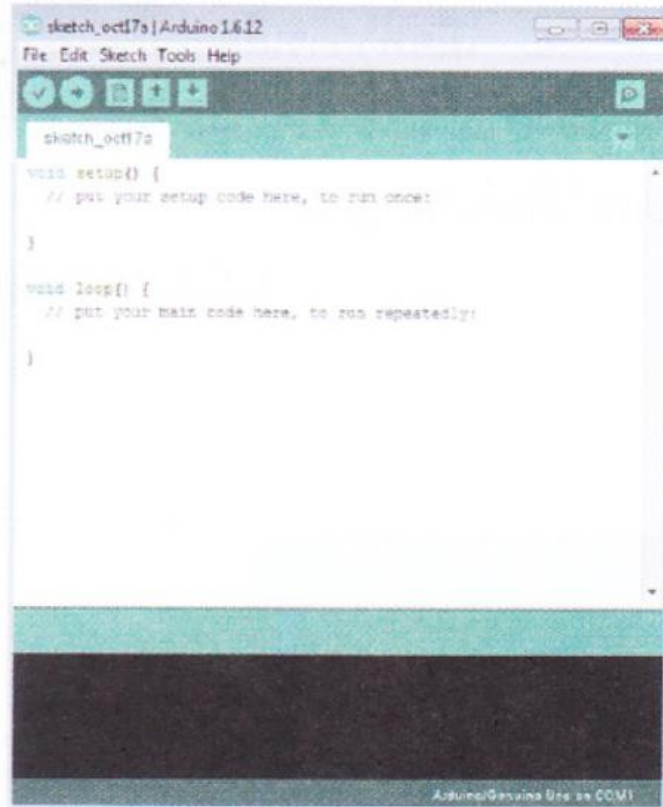 sketch_oct17a | Arduino 1.6.12
File Edit Sketch Tools Help
sketch_oct17a
void setup() {
// put your setup code here, to run once:
}
void loop() {
// put your main code here, to run repeatedly:
}
Arduino/Genuino Uno on COM1